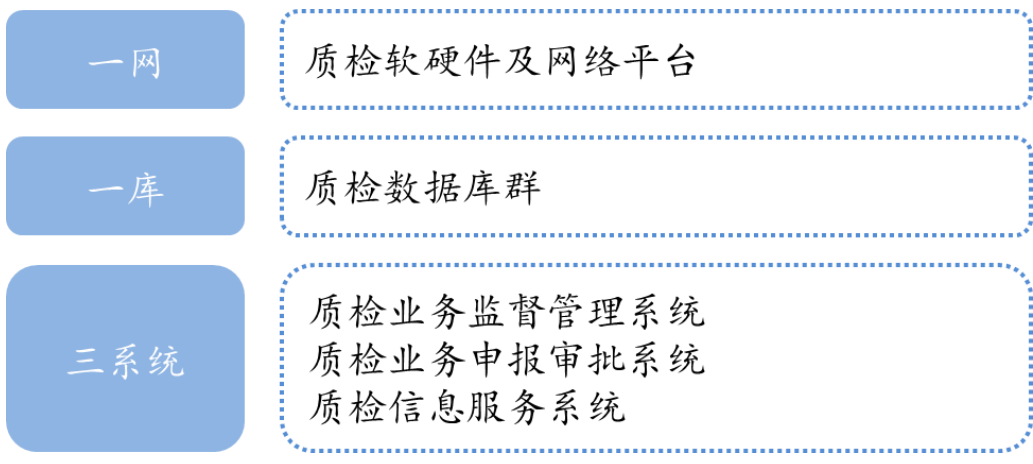 一网
质检软硬件及网络平台
一库
质检数据库群
三系统
质检业务监督管理系统
质检业务申报审批系统
质检信息服务系统